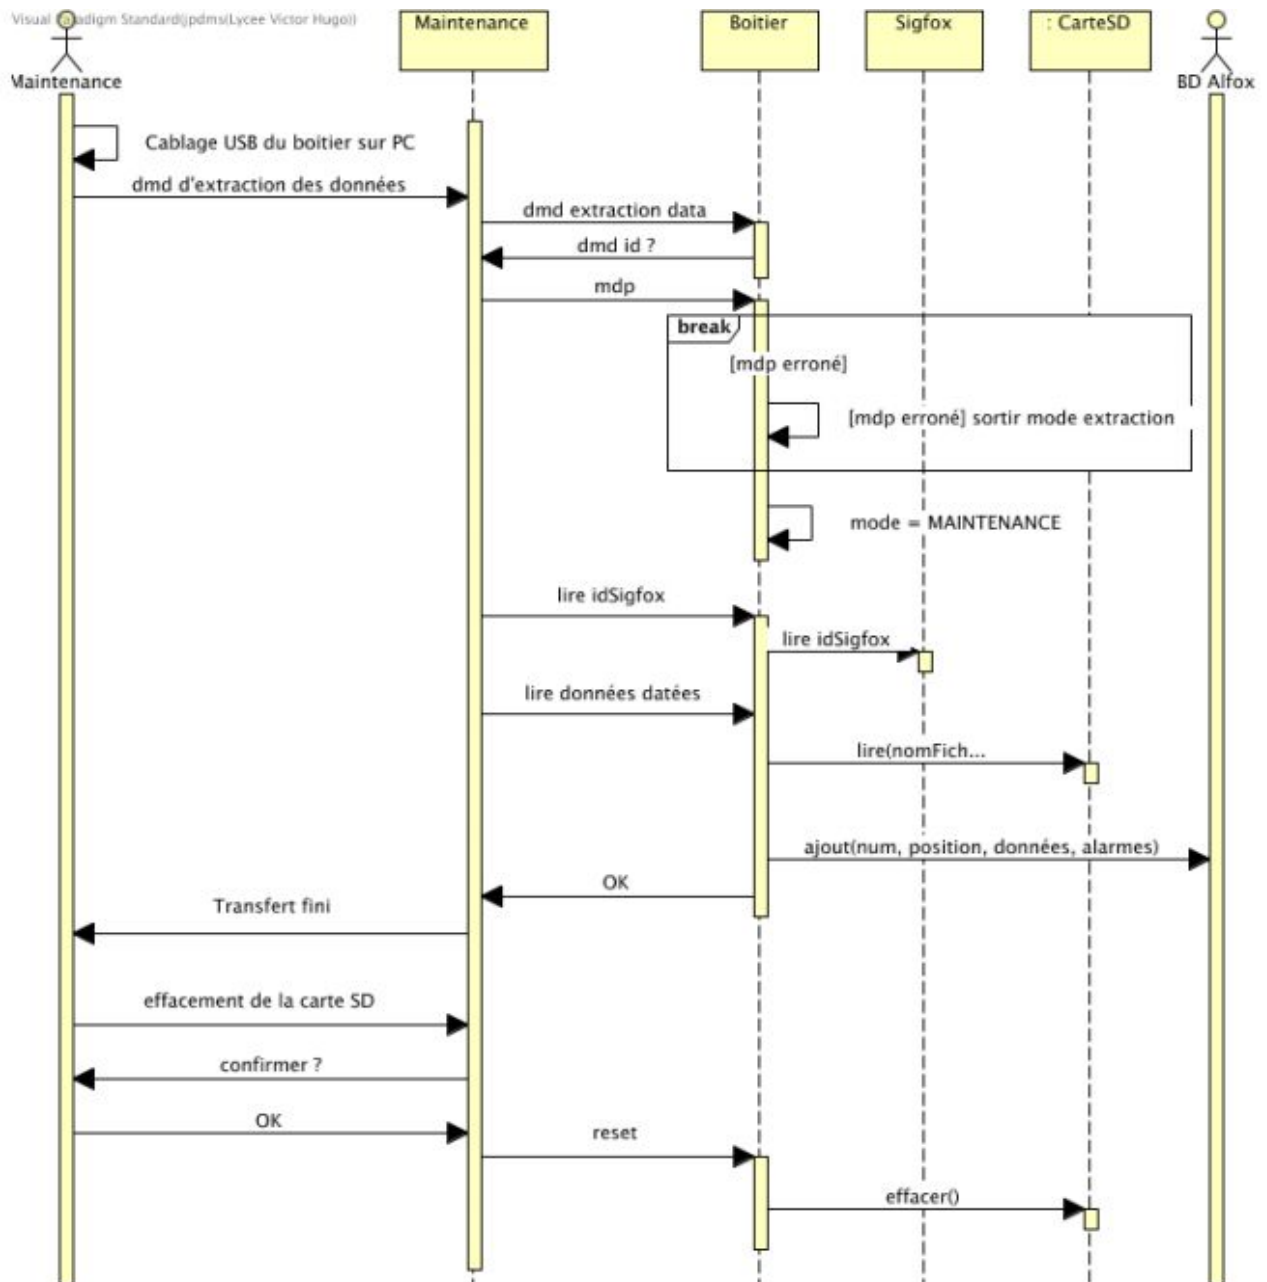 Visual Paradigm Standard(jpdms(Lycee Victor Hugo))
Maintenance
Boitier
Sigfox
: CarteSD
Maintenance
BD Alfox
Cablage USB du boitier sur PC
dmd d'extraction des données
dmd extraction data
dmd id ?
mdp
break
[mdp erroné]
[mdp erroné] sortir mode extraction
mode = MAINTENANCE
lire idSigfox
lire idSigfox
lire données datées
lire(nomFich...
ajout(num, position, données, alarmes)
OK
Transfert fini
effacement de la carte SD
confirmer ?
OK
reset
effacer()